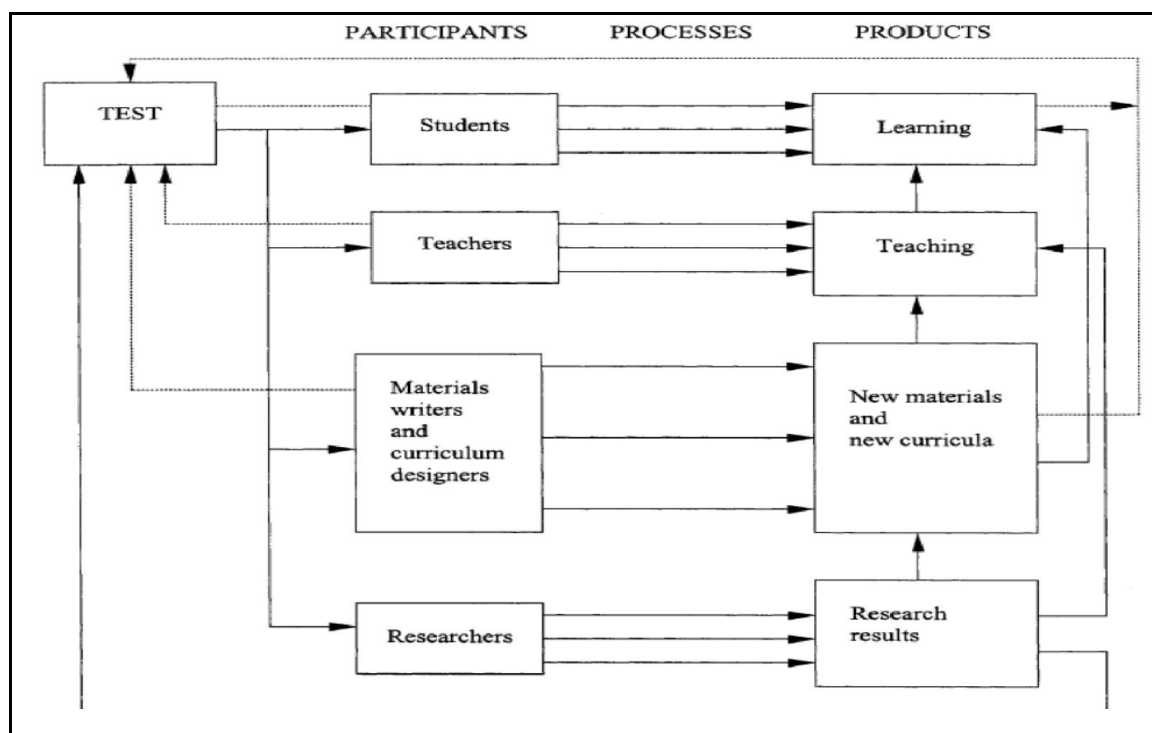 PARTICIPANTS PROCESSES PRODUCTS
TEST
Students
Learning
Teachers
Teaching
Materials
writers
and
curriculum
designers
New materials
and
new curricula
Researchers
Research
results